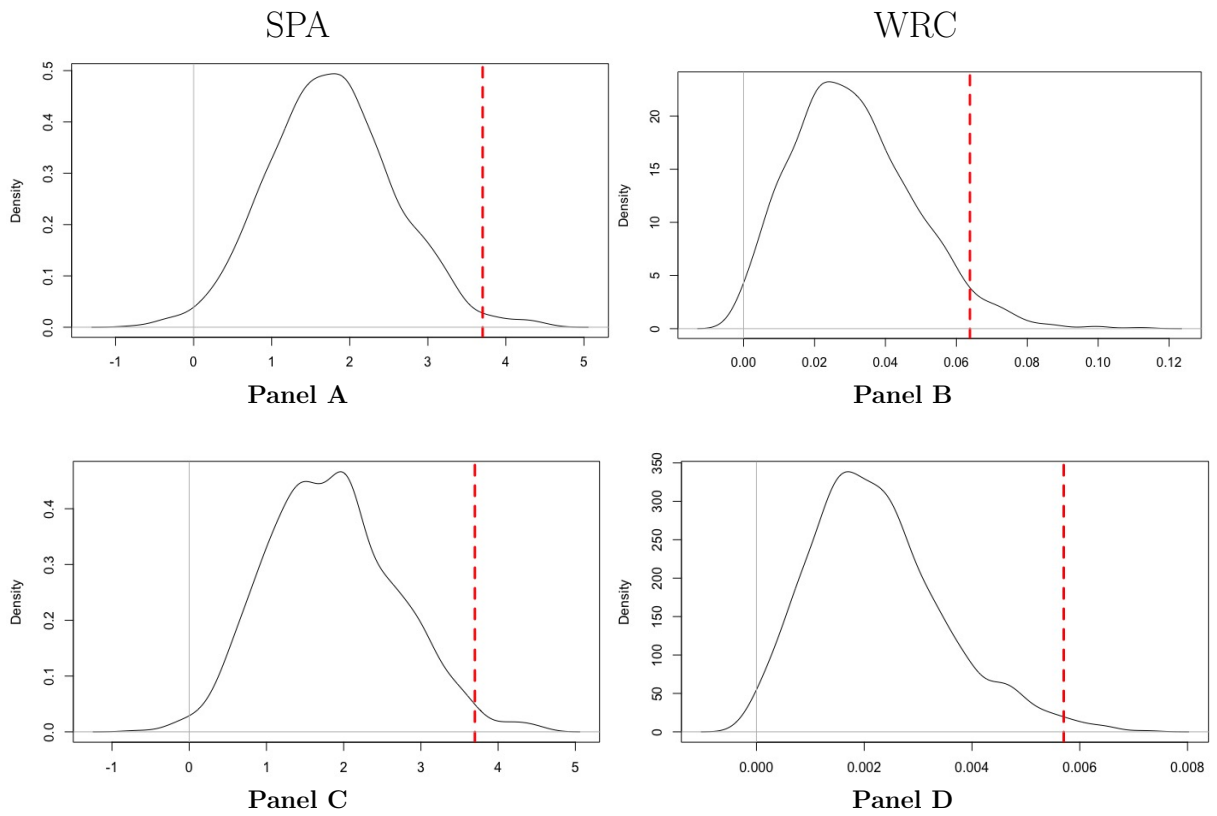 SPA
WRC
Density
0.0 0.1 0.2 0.3 0.4 0.5
-1 0 1 2 3 4 5
Panel A
Density
0 5 10 15 20
0.00 0.02 0.04 0.06 0.08 0.10 0.12
Panel B
Density
0.0 0.1 0.2 0.3 0.4
-1 0 1 2 3 4 5
Panel C
Density
0 50 100 150 200 250 300 350
0.000 0.002 0.004 0.006 0.008
Panel D